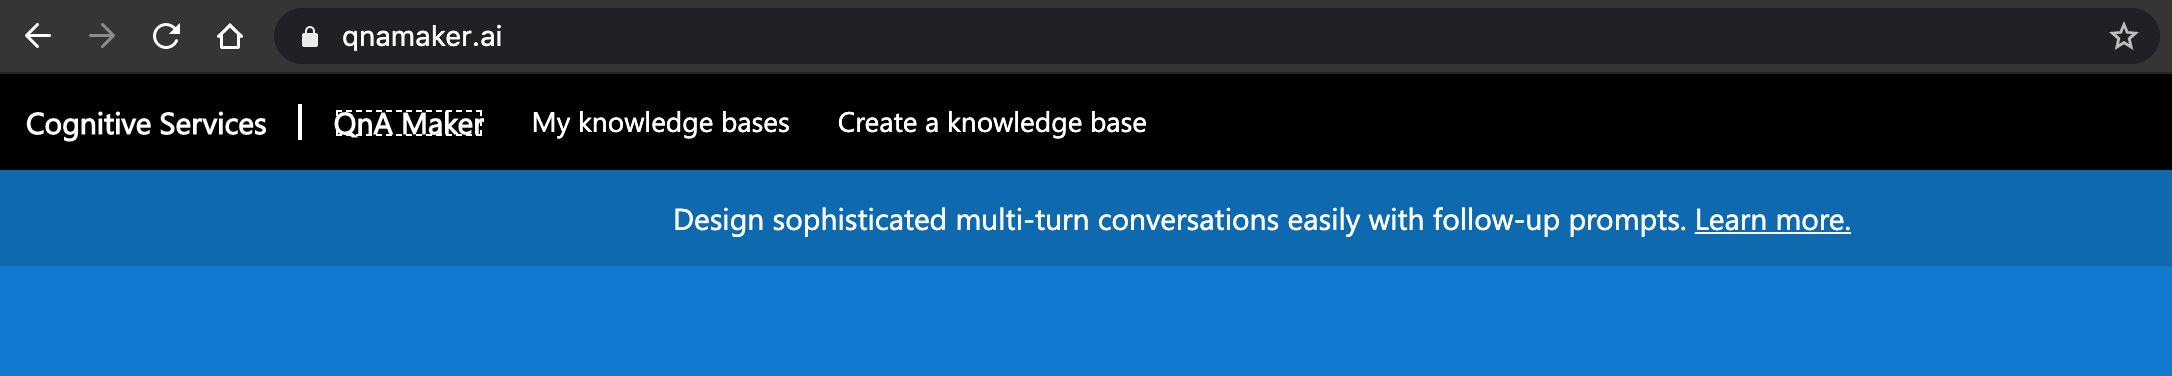 qnamaker.ai
Cognitive Services | QnA Maker My knowledge bases Create a knowledge base
Design sophisticated multi-turn conversations easily with follow-up prompts. Learn more.